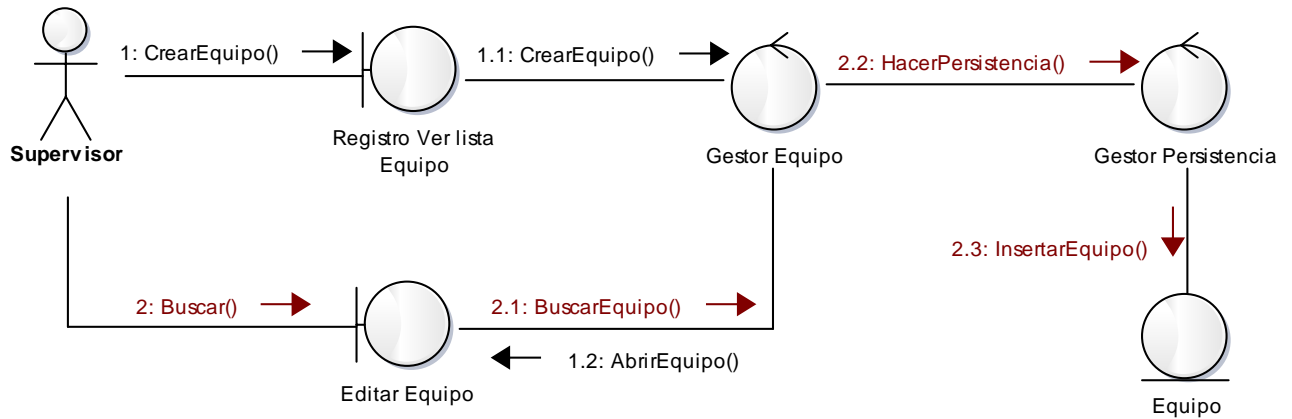 1: CrearEquipo()
1.1: CrearEquipo()
2.2: HacerPersistencia()
Supervisor
Registro Ver lista
Equipo
Gestor Equipo
Gestor Persistencia
2.3: InsertarEquipo()
2: Buscar()
2.1: BuscarEquipo()
1.2: AbrirEquipo()
Editar Equipo
Equipo